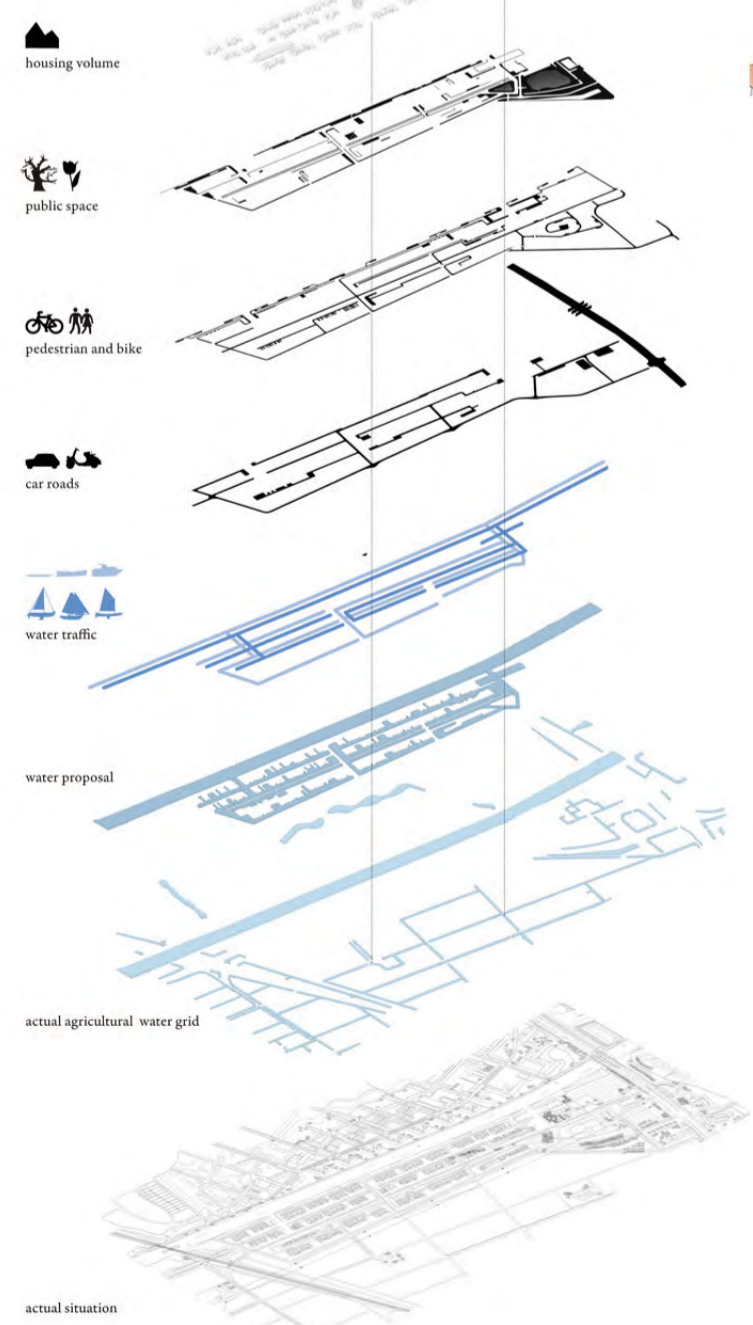 housing volume
public space
pedestrian and bike
car roads
water traffic
water proposal
actual agricultural water grid
actual situation